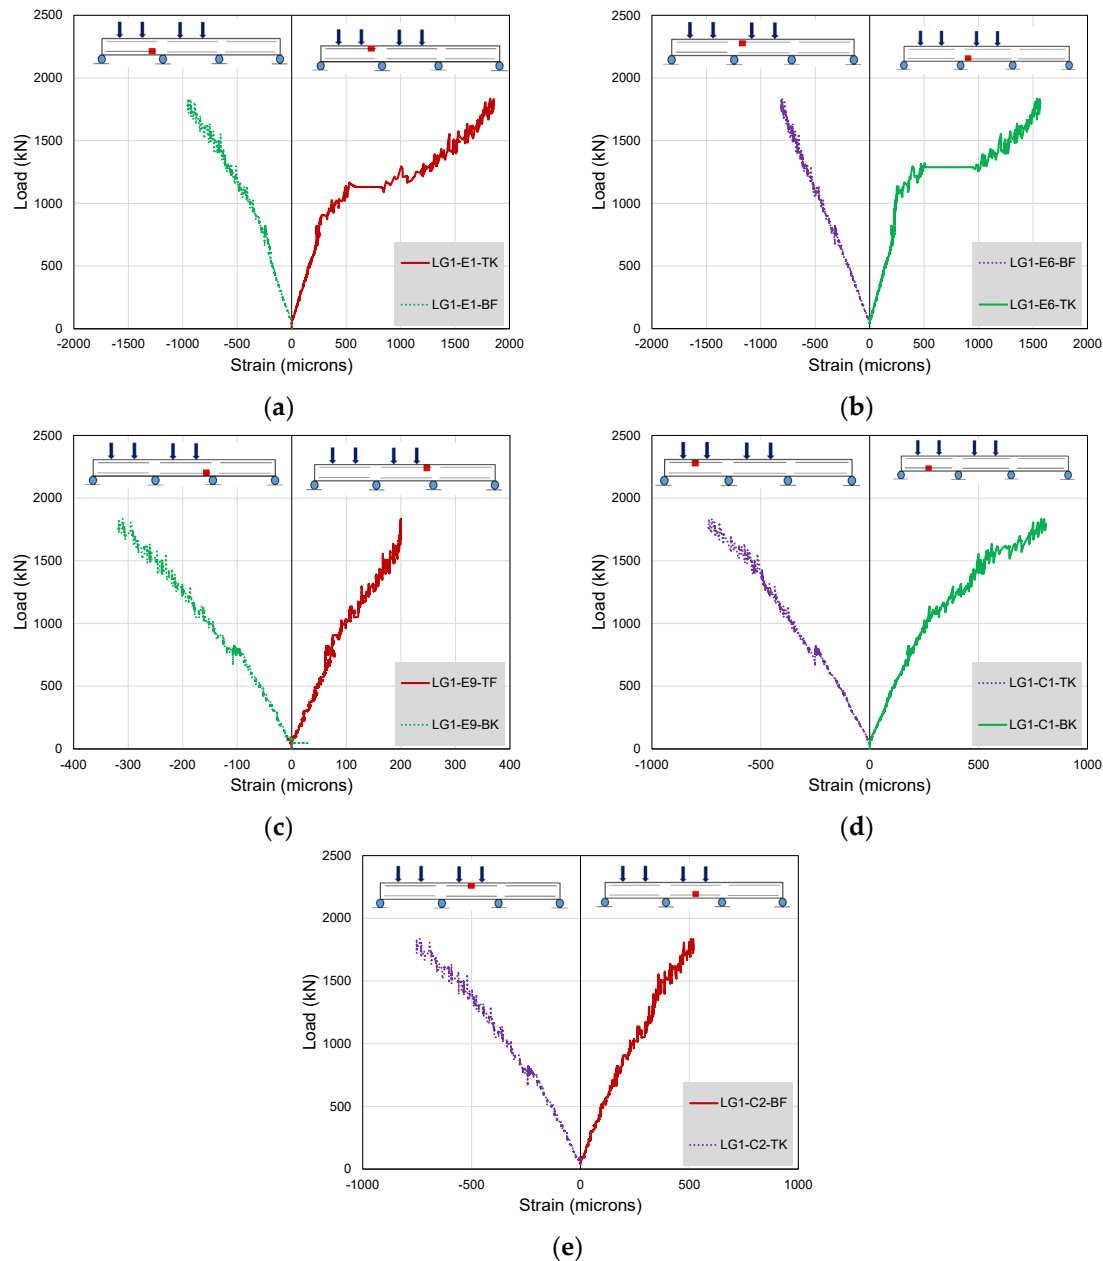 2500
2000
1500
1000
500
0
Load (kN)
-2000 -1500 -1000 -500 0 500 1000 1500 2000
Strain (microns)
LG1-E1-TK
LG1-E1-BF
(a)
2500
2000
1500
1000
500
0
Load (kN)
-2000 -1500 -1000 -500 0 500 1000 1500 2000
Strain (microns)
LG1-E6-BF
LG1-E6-TK
(b)
2500
2000
1500
1000
500
0
Load (kN)
-400 -300 -200 -100 0 100 200 300 400
Strain (microns)
LG1-E9-TF
LG1-E9-BK
(c)
2500
2000
1500
1000
500
0
Load (kN)
-1000 -500 0 500 1000
Strain (microns)
LG1-C1-TK
LG1-C1-BK
(d)
2500
2000
1500
1000
500
0
Load (kN)
-1000 -500 0 500 1000
Strain (microns)
LG1-C2-BF
LG1-C2-TK
(e)